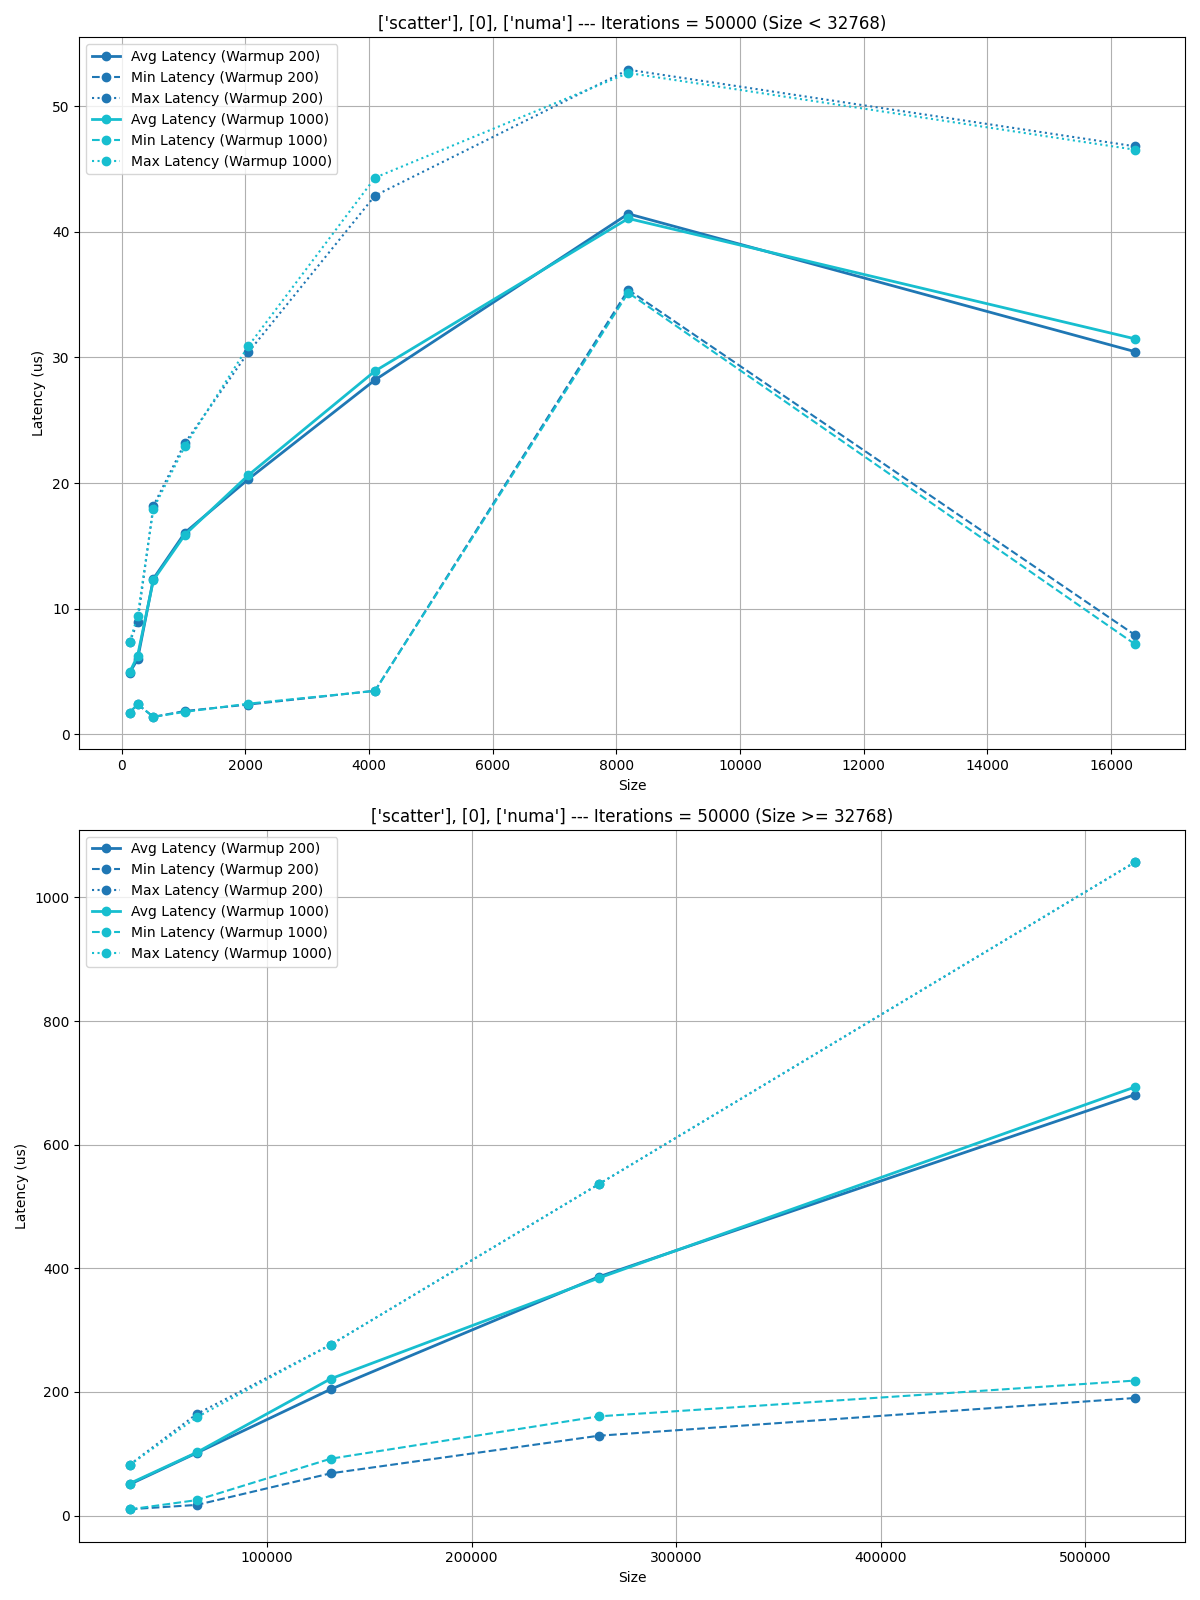 ['scatter'], [0], ['numa'] --- Iterations = 50000 (Size < 32768)
Avg Latency (Warmup 200)
Min Latency (Warmup 200)
Max Latency (Warmup 200)
Avg Latency (Warmup 1000)
Min Latency (Warmup 1000)
Max Latency (Warmup 1000)
50
40
30
20
10
0
Latency (us)
0 2000 4000 6000 8000 10000 12000 14000 16000
Size
['scatter'], [0], ['numa'] --- Iterations = 50000 (Size >= 32768)
Avg Latency (Warmup 200)
Min Latency (Warmup 200)
Max Latency (Warmup 200)
Avg Latency (Warmup 1000)
Min Latency (Warmup 1000)
Max Latency (Warmup 1000)
1000
800
600
400
200
0
Latency (us)
100000 200000 300000 400000 500000
Size